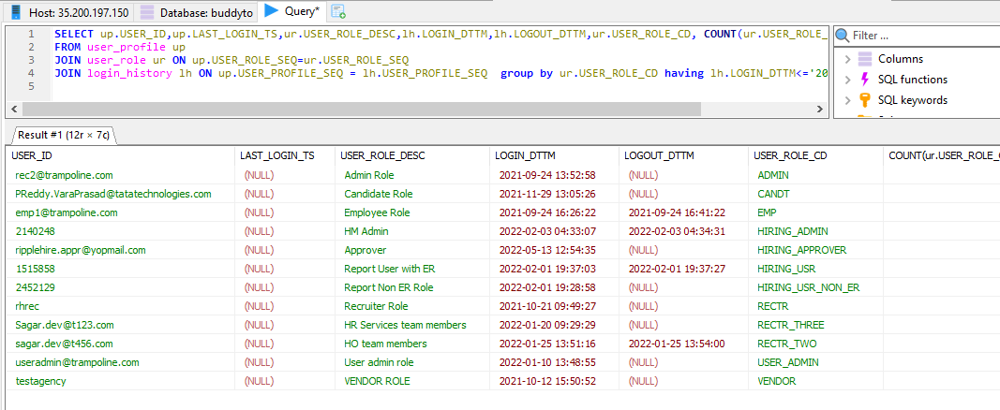 Host: 35.200.197.150 Database: buddyto Query*
1 SELECT up.USER_ID,up.LAST_LOGIN_TS,ur.USER_ROLE_DESC,lh.LOGIN_DTTM,lh.LOGOUT_DTTM,ur.USER_ROLE_CD, COUNT(ur.USER_ROLE_
2 FROM user_profile up
3 JOIN user_role ur ON up.USER_ROLE_SEQ=ur.USER_ROLE_SEQ
4 JOIN login_history lh ON up.USER_PROFILE_SEQ = lh.USER_PROFILE_SEQ group by ur.USER_ROLE_CD having lh.LOGIN_DTTM<='20
5
Filter ...
Columns
SQL functions
SQL keywords
Result #1 (12r × 7c)
USER_ID LAST_LOGIN_TS USER_ROLE_DESC LOGIN_DTTM LOGOUT_DTTM USER_ROLE_CD COUNT(ur.USER_ROLE_
rec2@trampoline.com (NULL) Admin Role 2021-09-24 13:52:58 (NULL) ADMIN
PReddy.VaraPrasad@tatatechnologies.com (NULL) Candidate Role 2021-11-29 13:05:26 (NULL) CANDT
emp1@trampoline.com (NULL) Employee Role 2021-09-24 16:26:22 2021-09-24 16:41:22 EMP
2140248 (NULL) HM Admin 2022-02-03 04:33:07 2022-02-03 04:34:31 HIRING_ADMIN
ripplehire.appr@yopmail.com (NULL) Approver 2022-05-13 12:54:35 (NULL) HIRING_APPROVER
1515858 (NULL) Report User with ER 2022-02-01 19:37:03 2022-02-01 19:37:27 HIRING_USR
2452129 (NULL) Report Non ER Role 2022-02-01 19:28:58 (NULL) HIRING_USR_NON_ER
rhrec (NULL) Recruiter Role 2021-10-21 09:49:27 (NULL) RECTR
Sagar.dev@t123.com (NULL) HR Services team members 2022-01-20 09:29:29 (NULL) RECTR_THREE
sagar.dev@t456.com (NULL) HO team members 2022-01-25 13:51:16 2022-01-25 13:54:00 RECTR_TWO
useradmin@trampoline.com (NULL) User admin role 2022-01-10 13:48:55 (NULL) USER_ADMIN
testagency (NULL) VENDOR ROLE 2021-10-12 15:50:52 (NULL) VENDOR